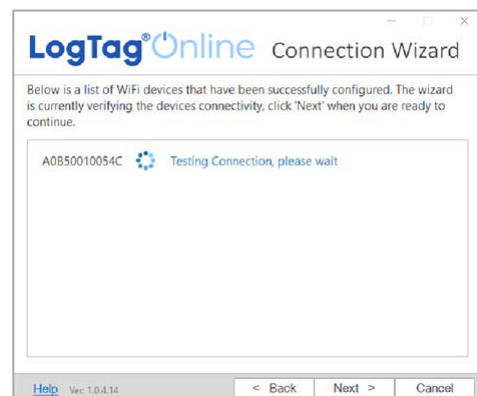 LogTag® Online Connection Wizard
Below is a list of WiFi devices that have been successfully configured. The wizard
is currently verifying the devices connectivity, click 'Next' when you are ready to
continue.
A0B50010054C Testing Connection, please wait
Help Ver: 1.0.4.14 < Back Next > Cancel